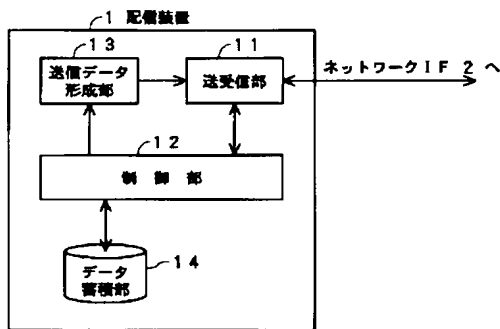 1 配信装置
13
11
送信データ
形成部
送受信部
ネットワークIF 2へ
12
制 御 部
データ
蓄積部
14